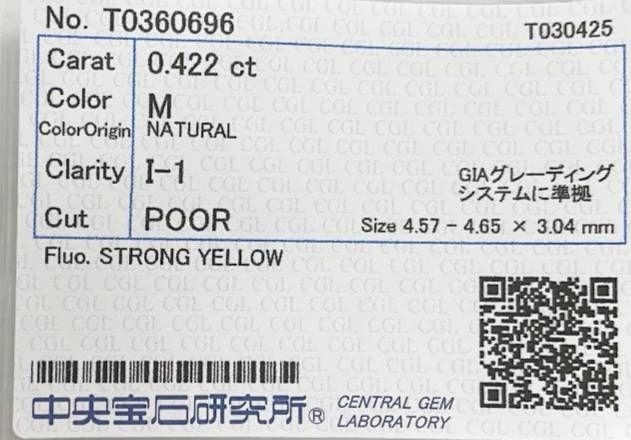 No. T0360696
T030425
Carat 0.422 ct
Color M
ColorOrigin NATURAL
Clarity I-1
GIAグレーディング
システムに準拠
Cut POOR
Size 4.57 - 4.65 × 3.04 mm
Fluo. STRONG YELLOW
中央宝石研究所® CENTRAL GEM
LABORATORY